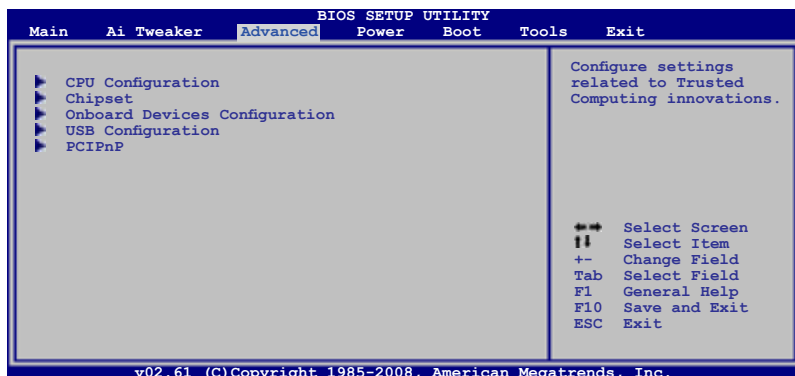 BIOS SETUP UTILITY
Main Ai Tweaker Advanced Power Boot Tools Exit
CPU Configuration
Chipset
Onboard Devices Configuration
USB Configuration
PCIPnP
Configure settings
related to Trusted
Computing innovations.
Select Screen
Select Item
+- Change Field
Tab Select Field
F1 General Help
F10 Save and Exit
ESC Exit
v02.61 (C)Copyright 1985-2008, American Megatrends, Inc.